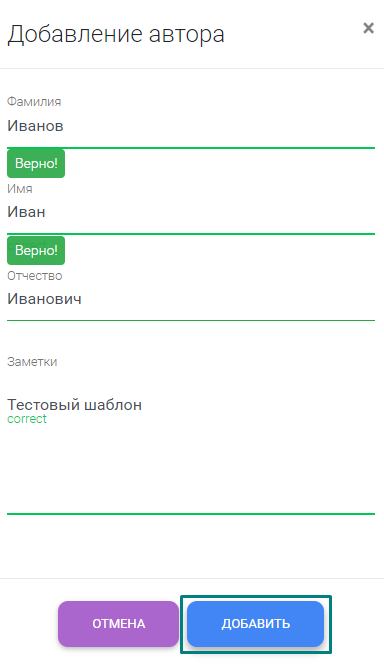 Добавление автора
×
Фамилия
Иванов
Верно!
Имя
Иван
Верно!
Отчество
Иванович
Заметки
Тестовый шаблон
correct
ОТМЕНА ДОБАВИТЬ